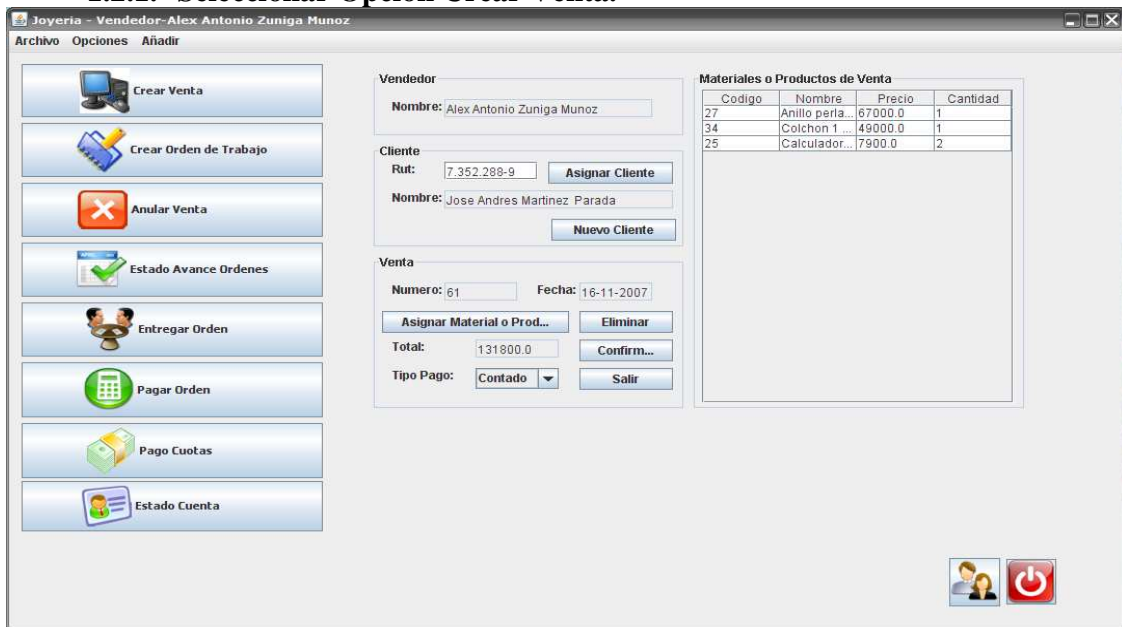 Seleccionar Opción Crear Venta.
Joyeria - Vendedor-Alex Antonio Zuniga Munoz
Archivo Opciones Añadir
Crear Venta
Crear Orden de Trabajo
Anular Venta
Estado Avance Ordenes
Entregar Orden
Pagar Orden
Pago Cuotas
Estado Cuenta
Vendedor
Nombre: Alex Antonio Zuniga Munoz
Cliente
Rut: 7.352.288-9 Asignar Cliente
Nombre: Jose Andres Martinez Parada
Nuevo Cliente
Venta
Numero: 61 Fecha: 16-11-2007
Asignar Material o Prod... Eliminar
Total: 131800.0 Confirm...
Tipo Pago: Contado Salir
Materiales o Productos de Venta
Codigo Nombre Precio Cantidad
27 Anillo perla... 67000.0 1
34 Colchon 1 ... 49000.0 1
25 Calculador... 7900.0 2